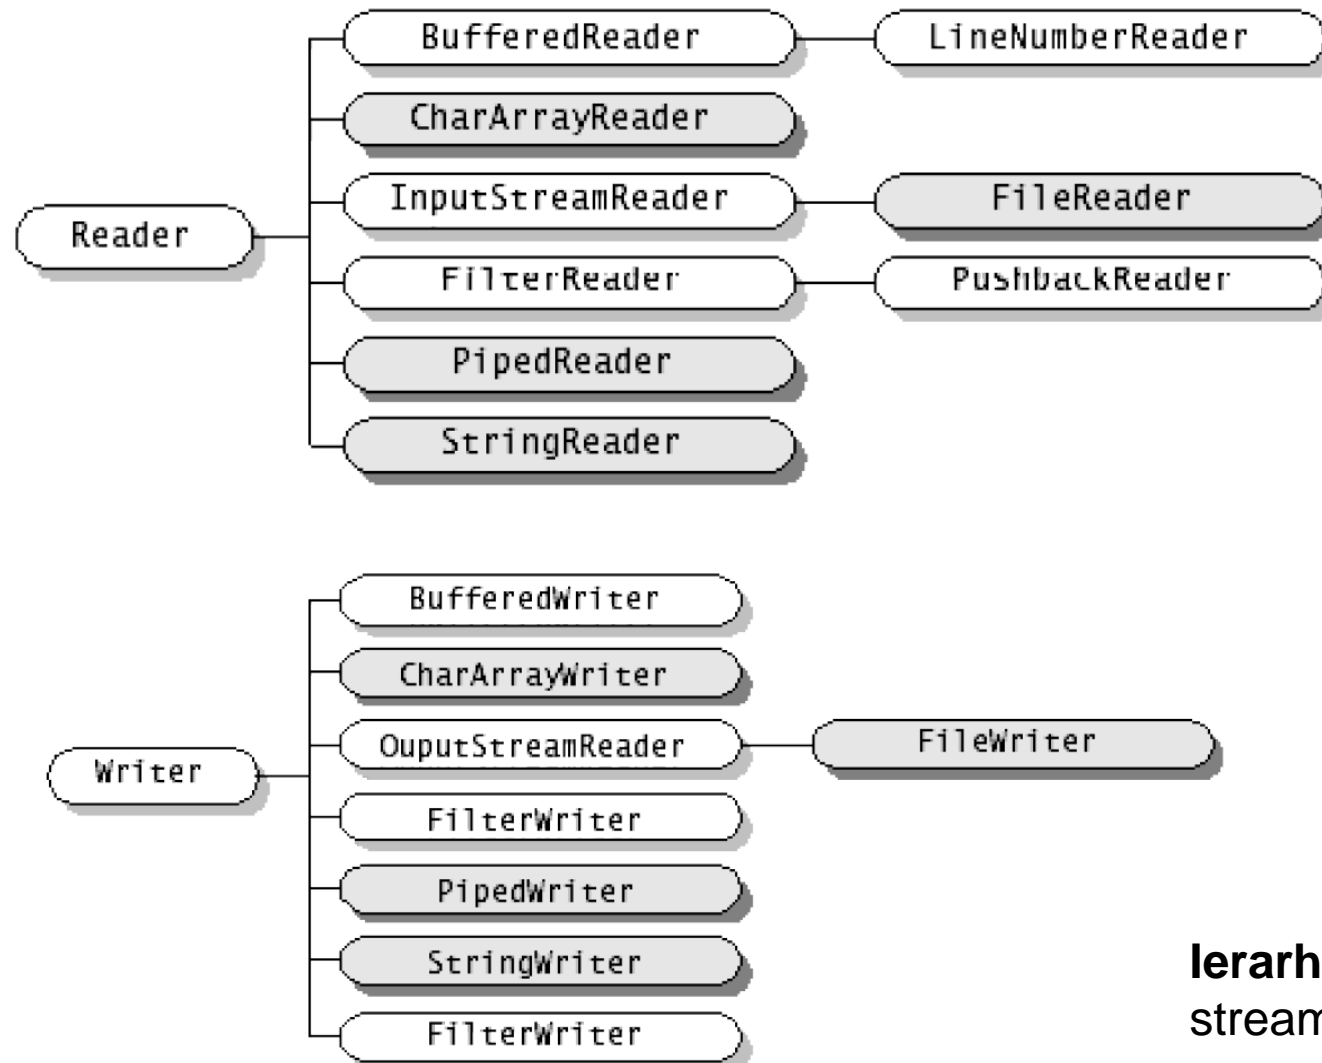 BufferedReader LineNumberReader
CharArrayReader
InputStreamReader FileReader
Reader
FilterReader PushbackReader
PipedReader
StringReader
BufferedWriter
CharArrayWriter
OuputStreamReader FileWriter
Writer
FilterWriter
PipedWriter
StringWriter
FilterWriter
Ierarh
stream